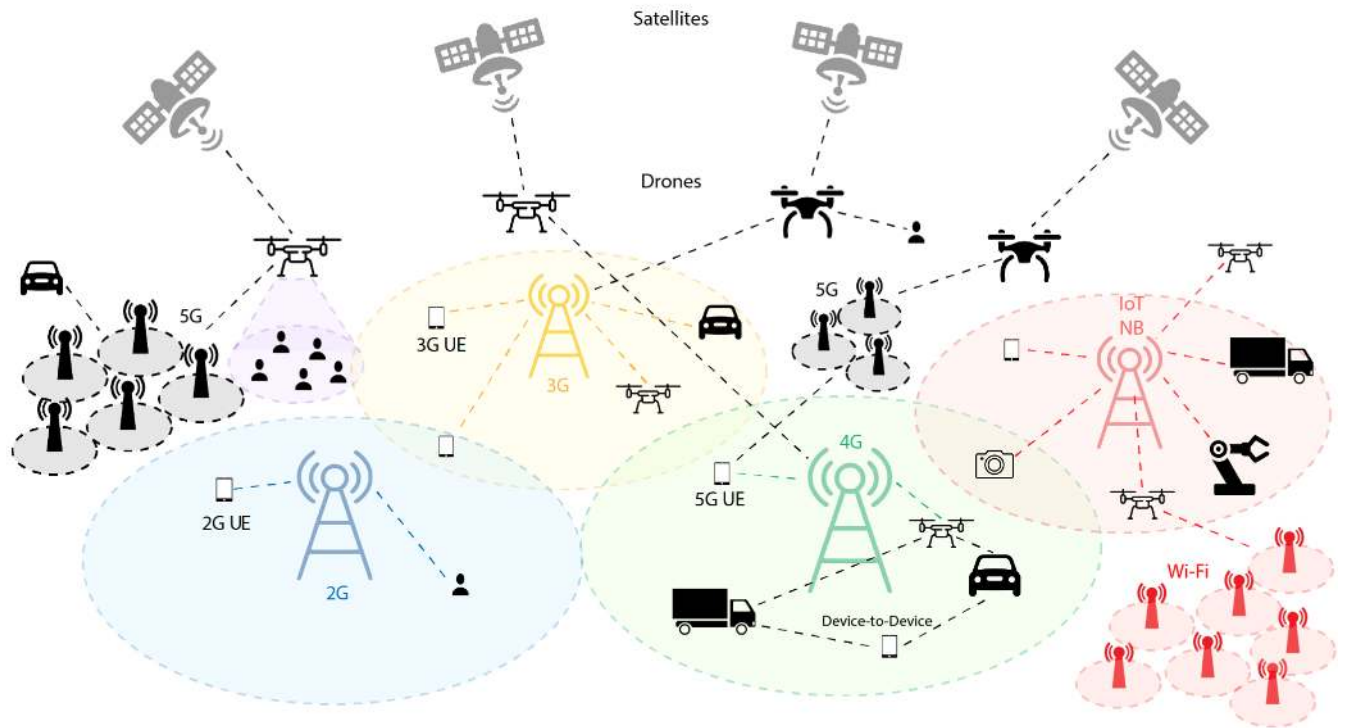 Satellites
Drones
5G
5G
IoT
NB
3G UE
3G
4G
5G UE
2G UE
Wi-Fi
2G
Device-to-Device